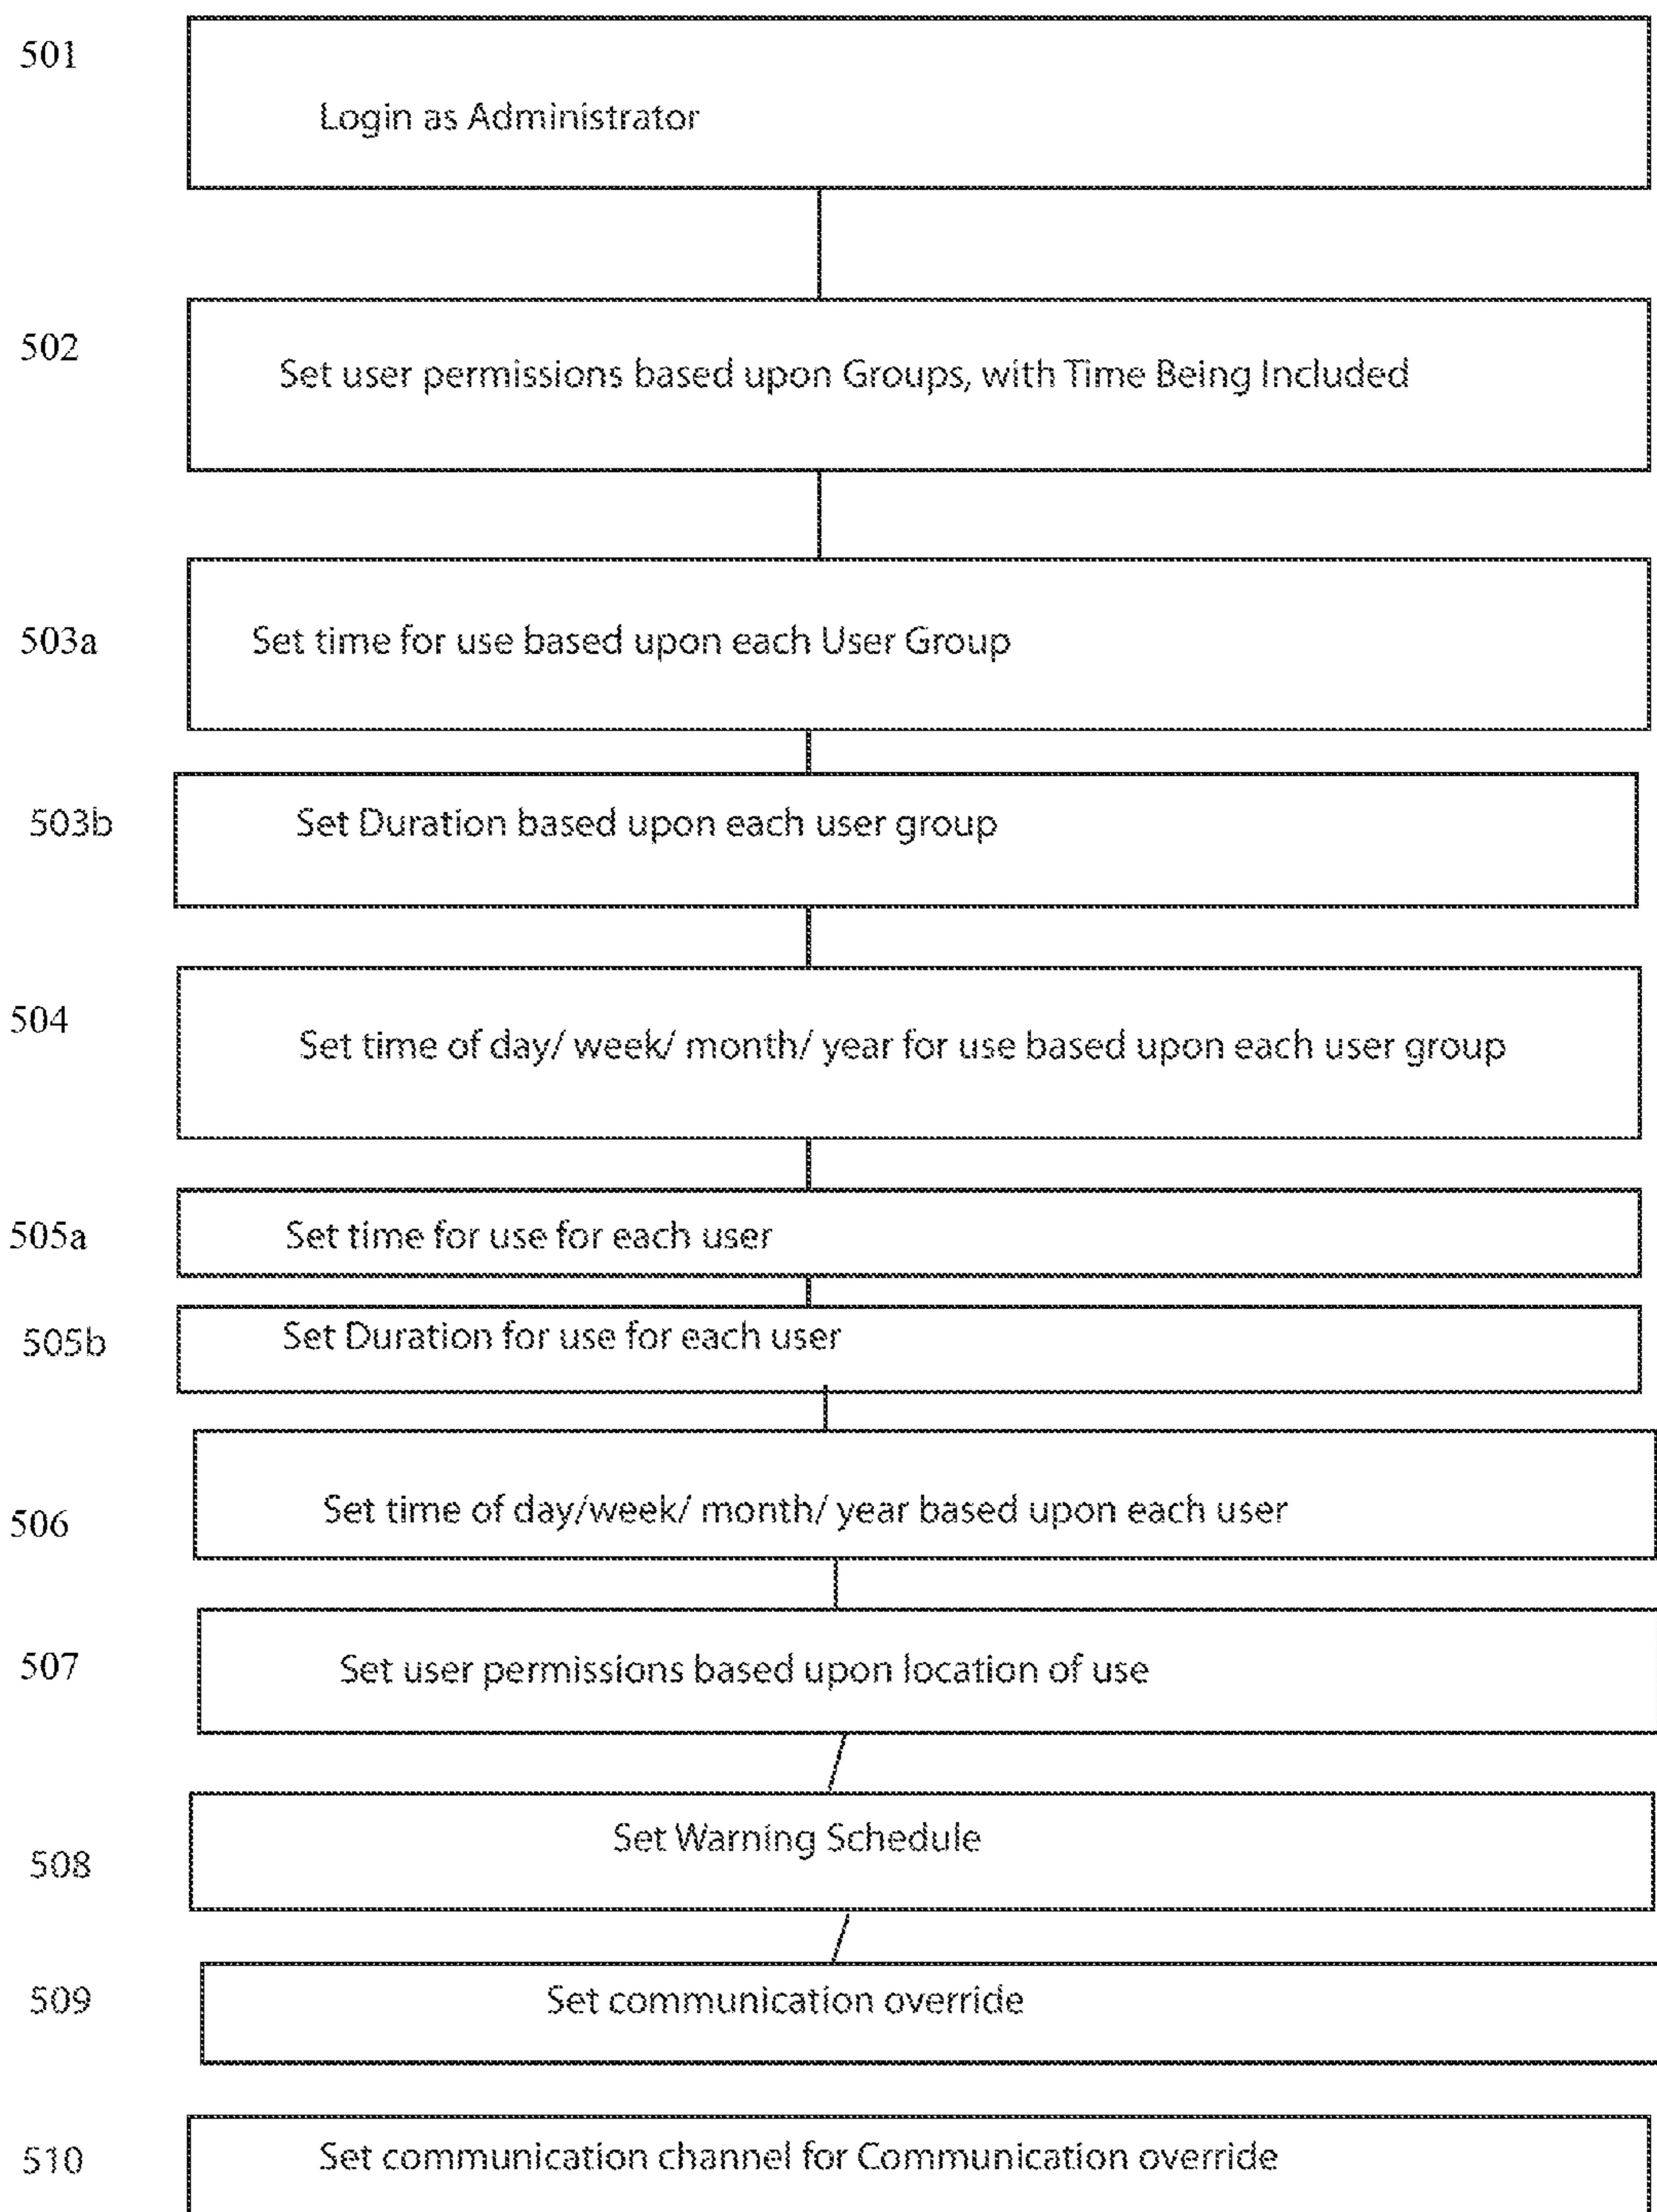 501
Login as Administrator
502
Set user permissions based upon Groups, with Time Being Included
503a
Set time for use based upon each User Group
503b
Set Duration based upon each user group
504
Set time of day/ week/ month/ year for use based upon each user group
505a
Set time for use for each user
505b
Set Duration for use for each user
506
Set time of day/week/ month/ year based upon each user
507
Set user permissions based upon location of use
508
Set Warning Schedule
509
Set communication override
510
Set communication channel for Communication override